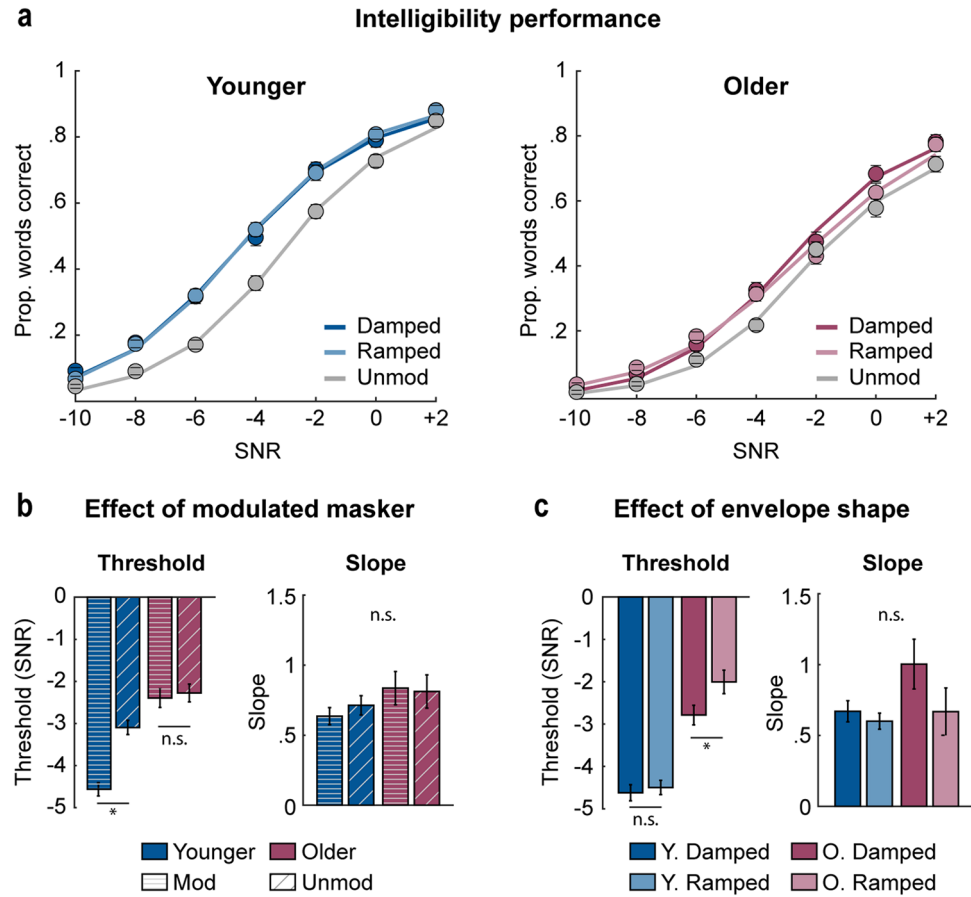 a Intelligibility performance
Younger
Prop. words correct
1
.8
.6
.4
.2
-10 -8 -6 -4 -2 0 +2
SNR
Damped
Ramped
Unmod
Older
Prop. words correct
1
.8
.6
.4
.2
-10 -8 -6 -4 -2 0 +2
SNR
Damped
Ramped
Unmod
b Effect of modulated masker
Threshold
Threshold (SNR)
0
-1
-2
-3
-4
-5
*
n.s.
Slope
Slope
1.5
1
.5
0
n.s.
Younger Older
Mod Unmod
c Effect of envelope shape
Threshold
Threshold (SNR)
0
-1
-2
-3
-4
-5
n.s.
*
Slope
Slope
1.5
1
.5
0
n.s.
Y. Damped O. Damped
Y. Ramped O. Ramped